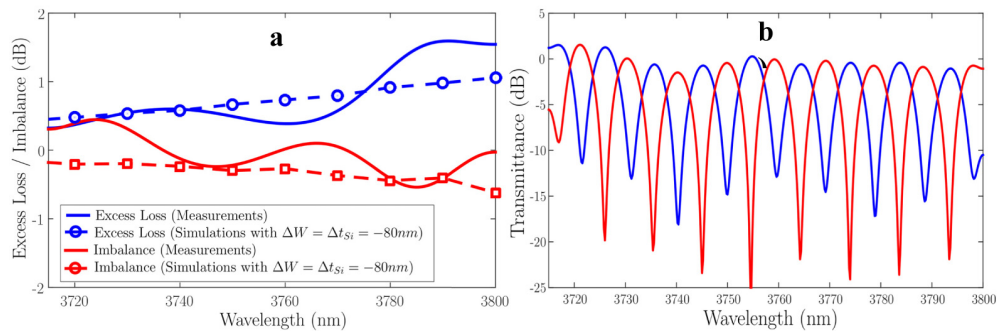 a
2
1
0
-1
-2
Excess Loss / Imbalance (dB)
Excess Loss (Measurements)
Excess Loss (Simulations with ΔW = Δt_Si = −80nm)
Imbalance (Measurements)
Imbalance (Simulations with ΔW = Δt_Si = −80nm)
3720 3740 3760 3780 3800
Wavelength (nm)
b
5
0
-5
-10
-15
-20
-25
Transmittance (dB)
3720 3730 3740 3750 3760 3770 3780 3790 3800
Wavelength (nm)